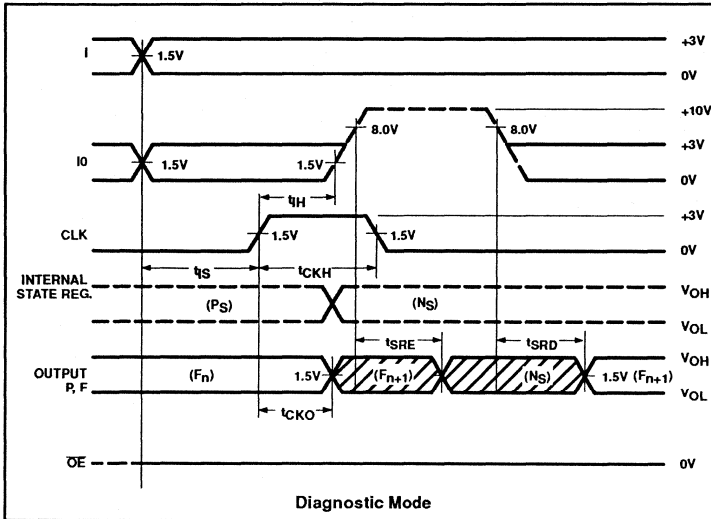 I
1.5V
+3V
0V
+10V
8.0V
8.0V
I0
1.5V
1.5V
+3V
0V
tIH
CLK
1.5V
1.5V
+3V
0V
tIS
tCKH
INTERNAL
STATE REG.
(PS)
(NS)
VOH
VOL
tSRE
tSRD
OUTPUT
P, F
(Fn)
1.5V
(Fn+1)
(NS)
1.5V (Fn+1)
VOH
VOL
tCKO
OE
0V
Diagnostic Mode